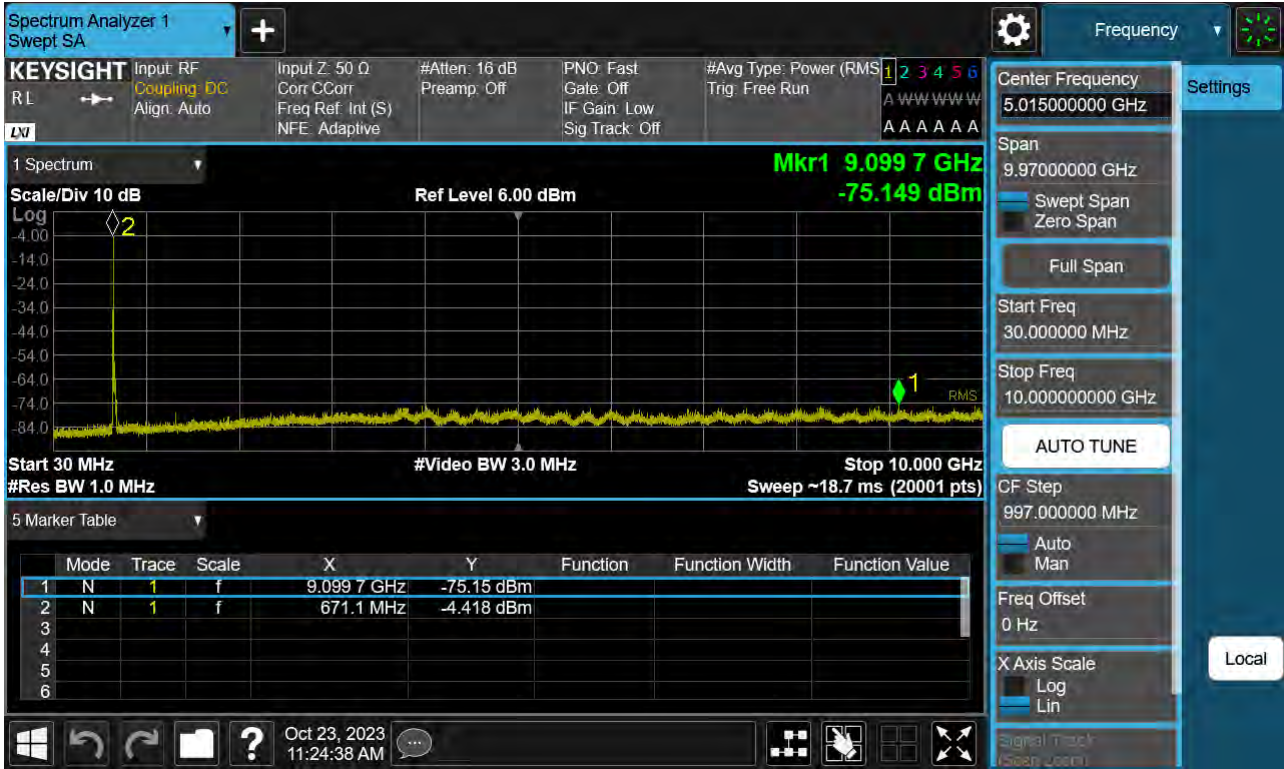 Spectrum Analyzer 1
Swept SA
+
Frequency
KEYSIGHT
RL
LXI
Input: RF
Coupling: DC
Align: Auto
Input Z: 50 Ω
Corr CCorr
Freq Ref: Int (S)
NFE: Adaptive
#Atten: 16 dB
Preamp: Off
PNO: Fast
Gate: Off
IF Gain: Low
Sig Track: Off
#Avg Type: Power (RMS
Trig: Free Run
1 2 3 4 5 6
A W W W W W
A A A A A A
1 Spectrum
Mkr1 9.099 7 GHz
-75.149 dBm
Scale/Div 10 dB
Ref Level 6.00 dBm
Log
-4.00
-14.0
-24.0
-34.0
-44.0
-54.0
-64.0
-74.0
-84.0
2
1
RMS
Start 30 MHz
#Video BW 3.0 MHz
Stop 10.000 GHz
#Res BW 1.0 MHz
Sweep ~18.7 ms (20001 pts)
5 Marker Table
Mode Trace Scale X Y Function Function Width Function Value
1 N 1 f 9.099 7 GHz -75.15 dBm
2 N 1 f 671.1 MHz -4.418 dBm
3
4
5
6
Oct 23, 2023
11:24:38 AM
?
Center Frequency
5.015000000 GHz
Settings
Span
9.97000000 GHz
Swept Span
Zero Span
Full Span
Start Freq
30.000000 MHz
Stop Freq
10.000000000 GHz
AUTO TUNE
CF Step
997.000000 MHz
Auto
Man
Freq Offset
0 Hz
X Axis Scale
Log
Lin
Signal Track
(Span Zoom)
Local